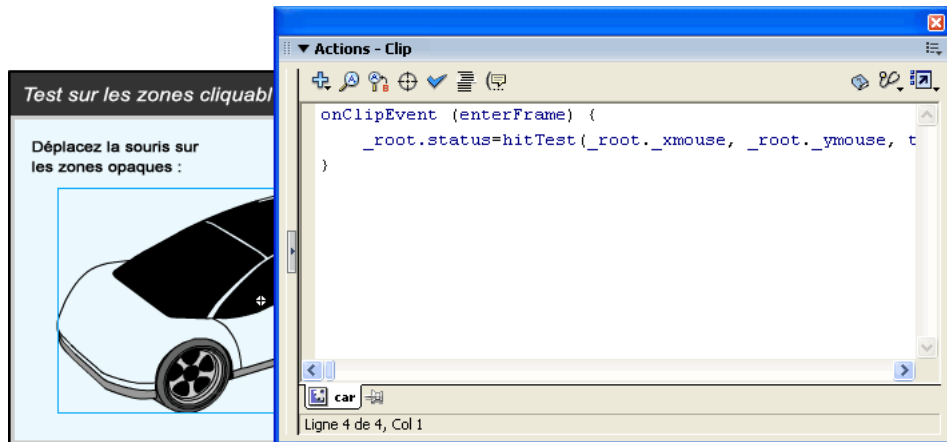 Actions - Clip
Test sur les zones cliquabl
Déplacez la souris sur
les zones opaques :
onClipEvent (enterFrame) {
_root.status=hitTest(_root._xmouse, _root._ymouse, t
}
car
Ligne 4 de 4, Col 1